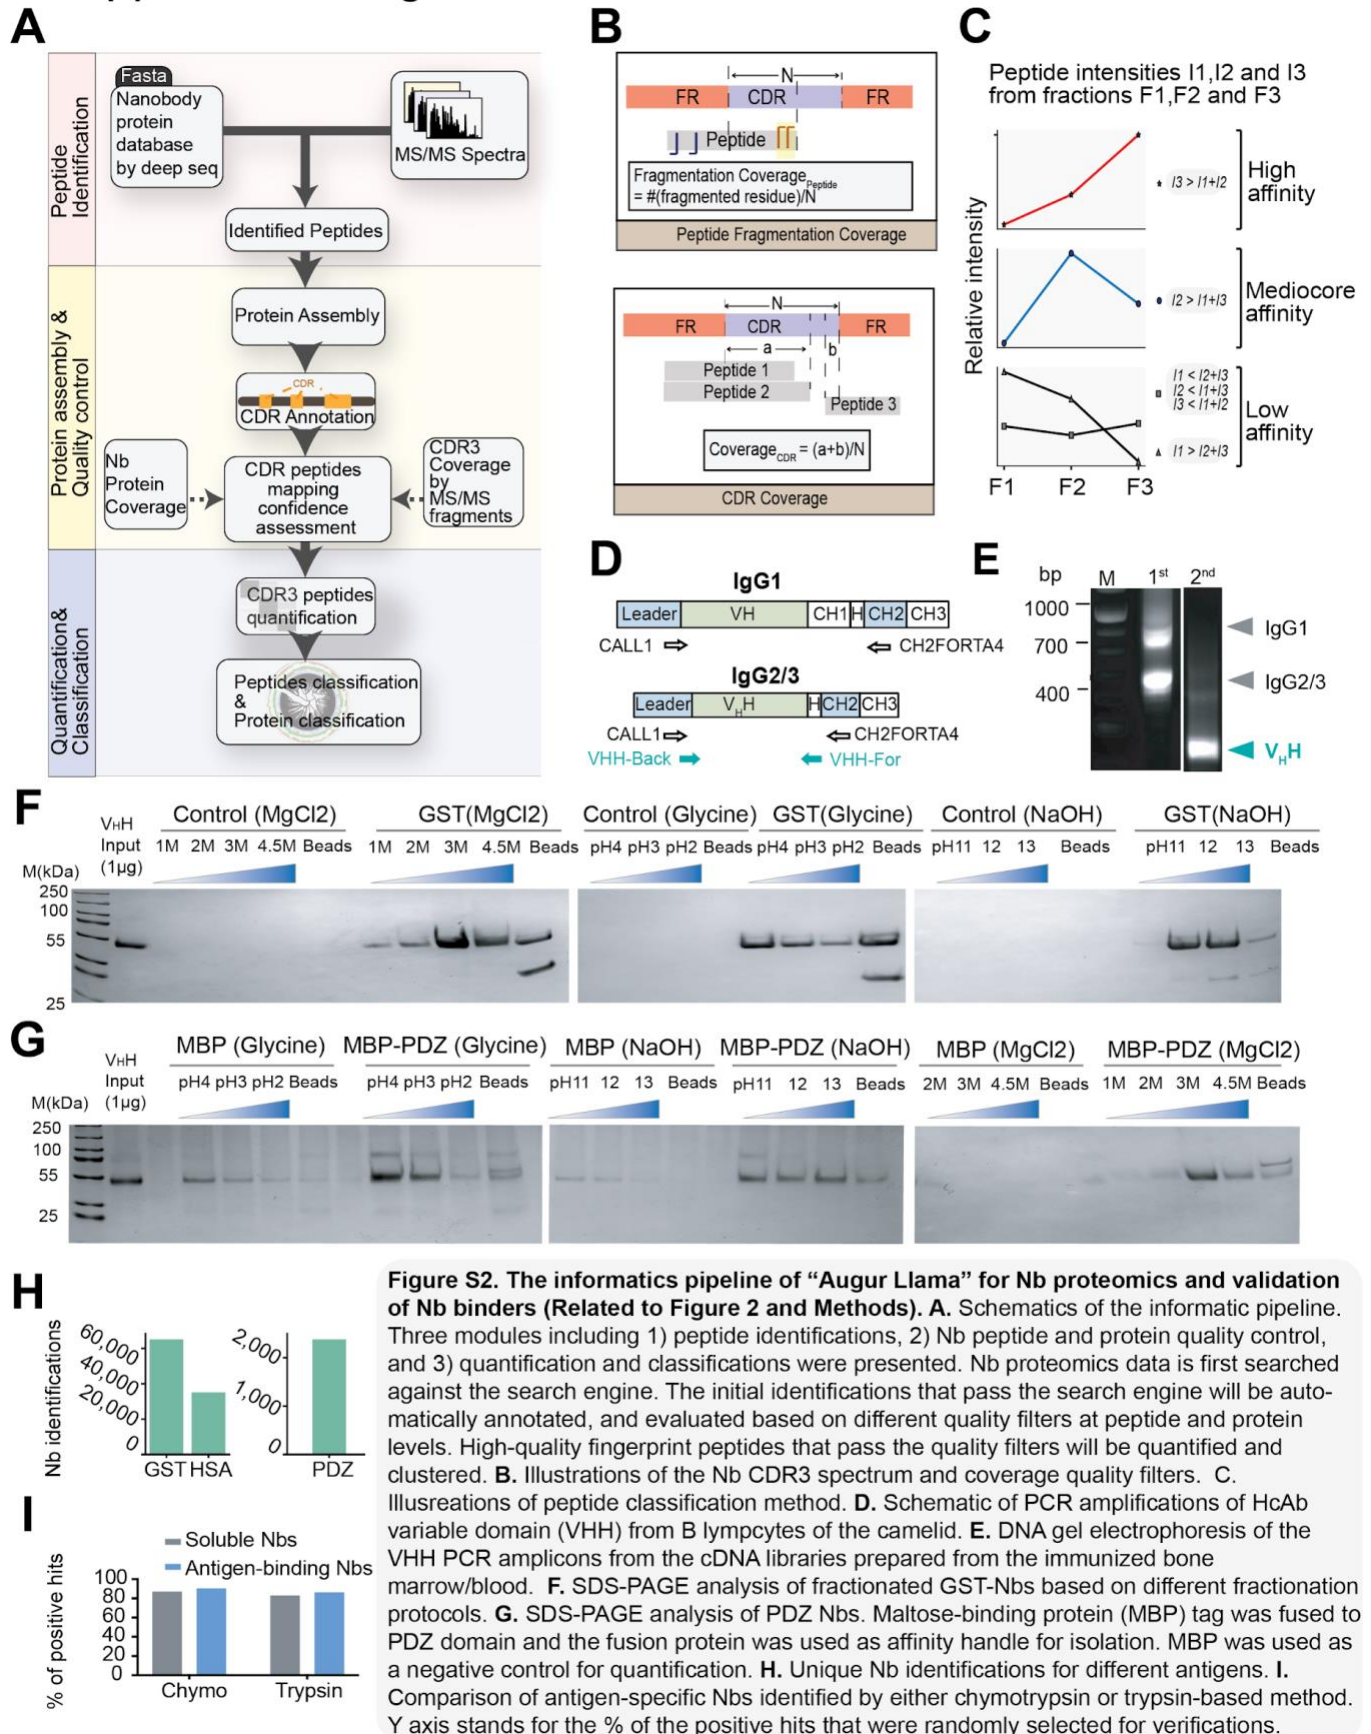 A
Peptide
Identification
Fasta
Nanobody
protein
database
by deep seq
MS/MS Spectra
Identified Peptides
Protein assembly &
Quality control
Protein Assembly
CDR
CDR Annotation
Nb
Protein
Coverage
CDR peptides
mapping
confidence
assessment
CDR3
Coverage
by
MS/MS
fragments
Quantification&
Classification
CDR3 peptides
quantification
Peptides classification
&
Protein classification
B
N
FR CDR FR
Peptide
Fragmentation Coverage Peptide
= #(fragmented residue)/N
Peptide Fragmentation Coverage
N
FR CDR FR
a b
Peptide 1
Peptide 2
Peptide 3
Coverage CDR = (a+b)/N
CDR Coverage
C
Peptide intensities I1,I2 and I3
from fractions F1,F2 and F3
Relative intensity
I3 > I1+I2
High
affinity
I2 > I1+I3
Mediocore
affinity
I1 < I2+I3
I2 < I1+I3
I3 < I1+I2
I1 > I2+I3
Low
affinity
F1 F2 F3
D
IgG1
Leader VH CH1 H CH2 CH3
CALL1 CH2FORTA4
IgG2/3
Leader VHH H CH2 CH3
CALL1 CH2FORTA4
VHH-Back VHH-For
E
bp M 1st 2nd
1000
700
400
IgG1
IgG2/3
VHH
F
Control (MgCl2) GST(MgCl2) Control (Glycine) GST(Glycine) Control (NaOH) GST(NaOH)
VHH
Input
(1µg)
1M 2M 3M 4.5M Beads 1M 2M 3M 4.5M Beads pH4 pH3 pH2 Beads pH4 pH3 pH2 Beads pH11 12 13 Beads pH11 12 13 Beads
M(kDa)
250
100
55
25
G
MBP (Glycine) MBP-PDZ (Glycine) MBP (NaOH) MBP-PDZ (NaOH) MBP (MgCl2) MBP-PDZ (MgCl2)
VHH
Input
(1µg)
pH4 pH3 pH2 Beads pH4 pH3 pH2 Beads pH11 12 13 Beads pH11 12 13 Beads 2M 3M 4.5M Beads 1M 2M 3M 4.5M Beads
M(kDa)
250
100
55
25
H
Nb identifications
60,000
40,000
20,000
0
GST HSA
2,000
1,000
0
PDZ
I
Soluble Nbs
Antigen-binding Nbs
% of positive hits
100
80
60
40
20
0
Chymo Trypsin
Figure S2. The informatics pipeline of “Augur Llama” for Nb proteomics and validation
of Nb binders (Related to Figure 2 and Methods). A. Schematics of the informatic pipeline.
Three modules including 1) peptide identifications, 2) Nb peptide and protein quality control,
and 3) quantification and classifications were presented. Nb proteomics data is first searched
against the search engine. The initial identifications that pass the search engine will be auto-
matically annotated, and evaluated based on different quality filters at peptide and protein
levels. High-quality fingerprint peptides that pass the quality filters will be quantified and
clustered. B. Illustrations of the Nb CDR3 spectrum and coverage quality filters. C.
Illusreations of peptide classification method. D. Schematic of PCR amplifications of HcAb
variable domain (VHH) from B lympcytes of the camelid. E. DNA gel electrophoresis of the
VHH PCR amplicons from the cDNA libraries prepared from the immunized bone
marrow/blood. F. SDS-PAGE analysis of fractionated GST-Nbs based on different fractionation
protocols. G. SDS-PAGE analysis of PDZ Nbs. Maltose-binding protein (MBP) tag was fused to
PDZ domain and the fusion protein was used as affinity handle for isolation. MBP was used as
a negative control for quantification. H. Unique Nb identifications for different antigens. I.
Comparison of antigen-specific Nbs identified by either chymotrypsin or trypsin-based method.
Y axis stands for the % of the positive hits that were randomly selected for verifications.